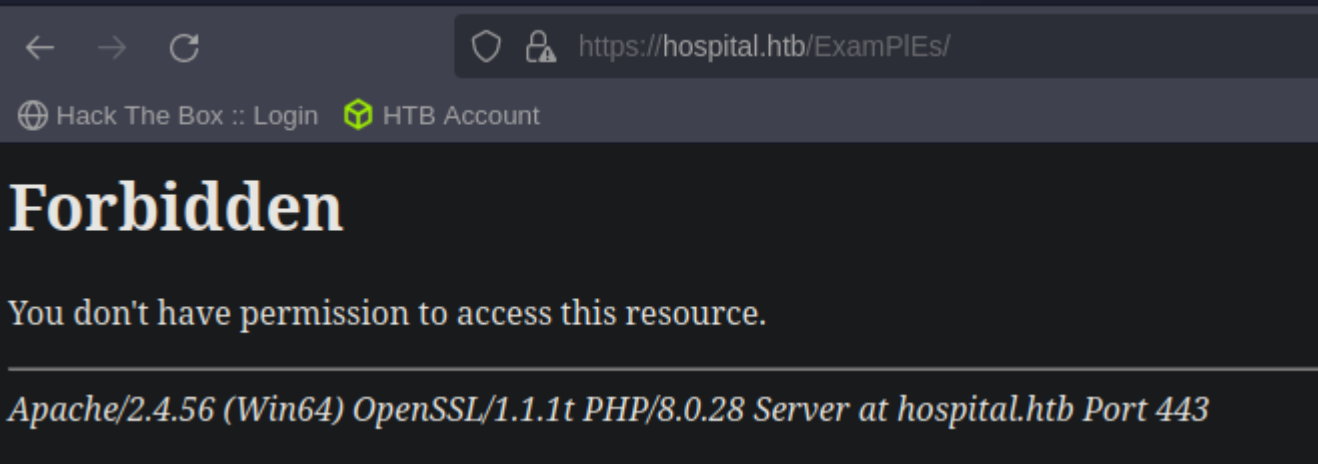 https://hospital.htb/ExamPlEs/
Hack The Box :: Login HTB Account
Forbidden
You don't have permission to access this resource.
Apache/2.4.56 (Win64) OpenSSL/1.1.1t PHP/8.0.28 Server at hospital.htb Port 443